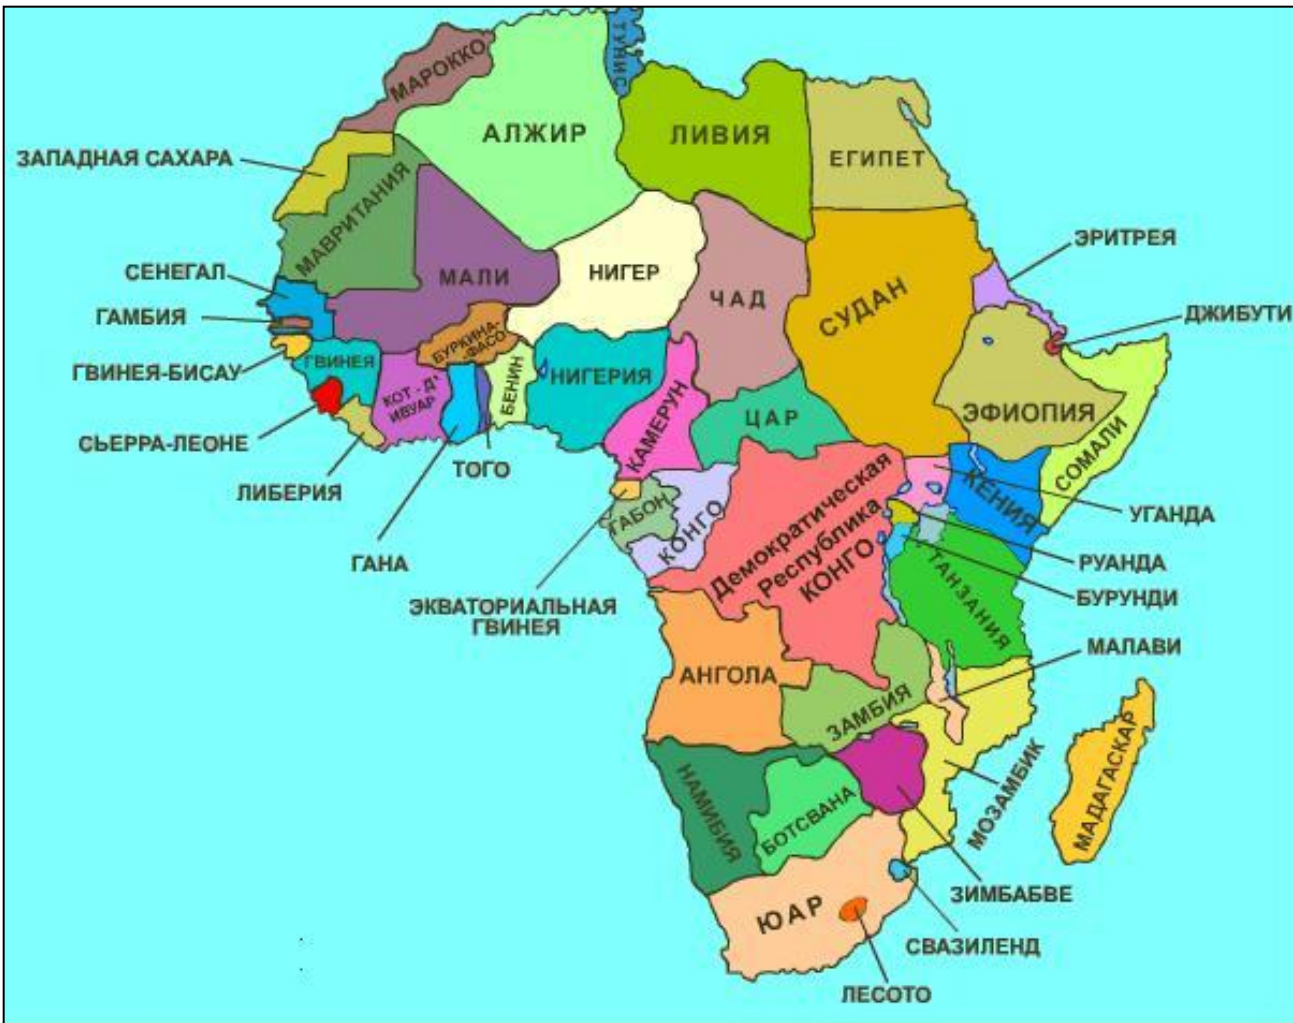 ТУНИС
МАРОККО
АЛЖИР
ЛИВИЯ
ЕГИПЕТ
ЗАПАДНАЯ САХАРА
МАВРИТАНИЯ
МАЛИ
НИГЕР
ЧАД
СУДАН
ЭРИТРЕЯ
СЕНЕГАЛ
ГАМБИЯ
ДЖИБУТИ
БУРКИНА-
-ФАСО
ГВИНЕЯ-БИСАУ
ГВИНЕЯ
КОТ - Д'
ИВУАР
БЕНИН
НИГЕРИЯ
КАМЕРУН
ЦАР
ЭФИОПИЯ
СОМАЛИ
СЬЕРРА-ЛЕОНЕ
ЛИБЕРИЯ
ТОГО
ГАНА
ГАБОН
КОНГО
Демократическая
Республика
КОНГО
КЕНИЯ
УГАНДА
РУАНДА
БУРУНДИ
ТАНЗАНИЯ
ЭКВАТОРИАЛЬНАЯ
ГВИНЕЯ
МАЛАВИ
АНГОЛА
ЗАМБИЯ
МОЗАМБИК
МАДАГАСКАР
НАМИБИЯ
БОТСВАНА
ЗИМБАБВЕ
ЮАР
СВАЗИЛЕНД
ЛЕСОТО